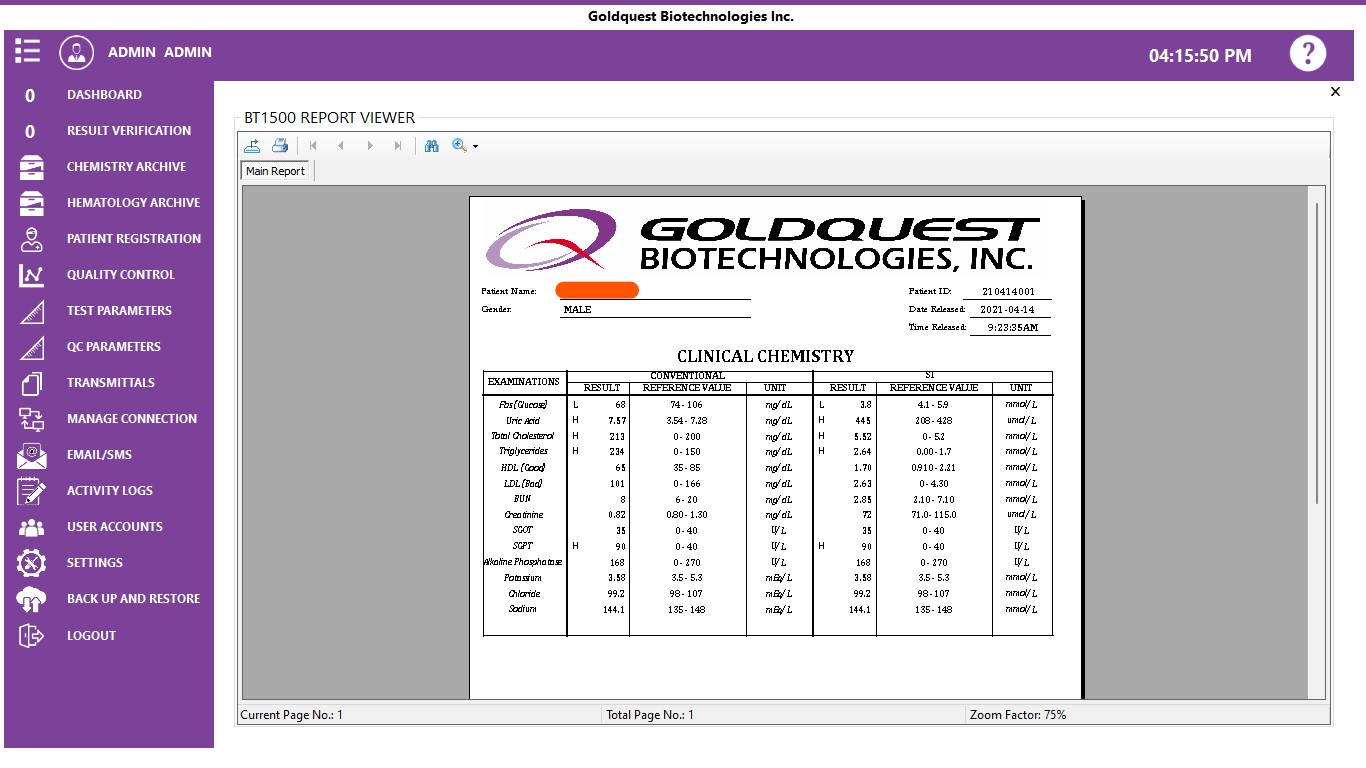 Goldquest Biotechnologies Inc.
ADMIN ADMIN
04:15:50 PM
?
0 DASHBOARD
0 RESULT VERIFICATION
CHEMISTRY ARCHIVE
HEMATOLOGY ARCHIVE
PATIENT REGISTRATION
QUALITY CONTROL
TEST PARAMETERS
QC PARAMETERS
TRANSMITTALS
MANAGE CONNECTION
EMAIL/SMS
ACTIVITY LOGS
USER ACCOUNTS
SETTINGS
BACK UP AND RESTORE
LOGOUT
BT1500 REPORT VIEWER
Main Report
GOLDQUEST
BIOTECHNOLOGIES, INC.
Patient Name: Patient ID: 210414001
Gender: MALE Date Released: 2021-04-14
Time Released: 9:23:35AM
CLINICAL CHEMISTRY
EXAMINATIONS CONVENTIONAL SI
RESULT REFERENCE VALUE UNIT RESULT REFERENCE VALUE UNIT
Fbs (Glucose) L 68 74 - 106 mg/dL L 3.8 4.1 - 5.9 mmol/L
Uric Acid H 7.57 3.54 - 7.28 mg/dL H 445 208 - 428 umol/L
Total Cholesterol H 213 0 - 200 mg/dL H 5.52 0 - 5.2 mmol/L
Triglycerides H 234 0 - 150 mg/dL H 2.64 0.00 - 1.7 mmol/L
HDL (Good) 65 35 - 85 mg/dL 1.70 0.910 - 2.21 mmol/L
LDL (Bad) 101 0 - 166 mg/dL 2.63 0 - 4.30 mmol/L
BUN 8 6 - 20 mg/dL 2.85 2.10 - 7.10 mmol/L
Creatinine 0.82 0.80 - 1.30 mg/dL 72 71.0 - 115.0 umol/L
SGOT 35 0 - 40 U/L 35 0 - 40 U/L
SGPT H 90 0 - 40 U/L H 90 0 - 40 U/L
Alkaline Phosphatase 168 0 - 270 U/L 168 0 - 270 U/L
Potassium 3.58 3.5 - 5.3 mEq/L 3.58 3.5 - 5.3 mmol/L
Chloride 99.2 98 - 107 mEq/L 99.2 98 - 107 mmol/L
Sodium 144.1 135 - 148 mEq/L 144.1 135 - 148 mmol/L
Current Page No.: 1 Total Page No.: 1 Zoom Factor: 75%